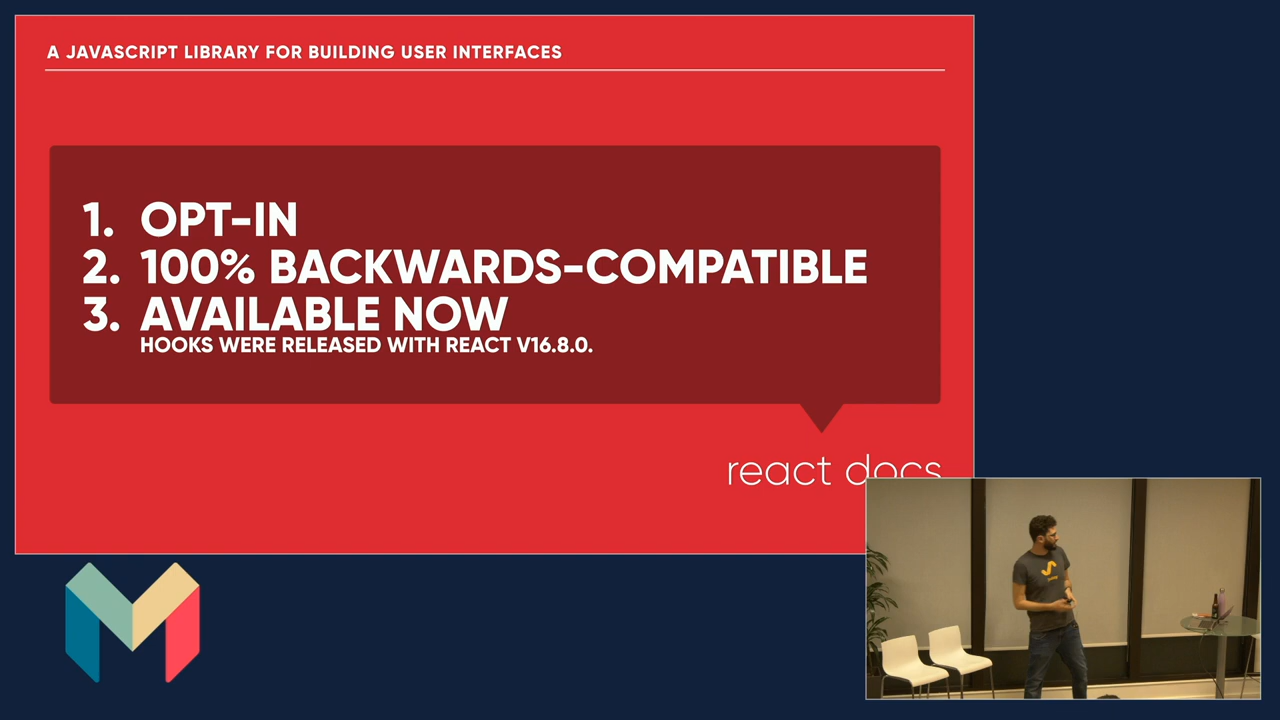 A JAVASCRIPT LIBRARY FOR BUILDING USER INTERFACES
1. OPT-IN
2. 100% BACKWARDS-COMPATIBLE
3. AVAILABLE NOW
HOOKS WERE RELEASED WITH REACT V16.8.0.
react docs